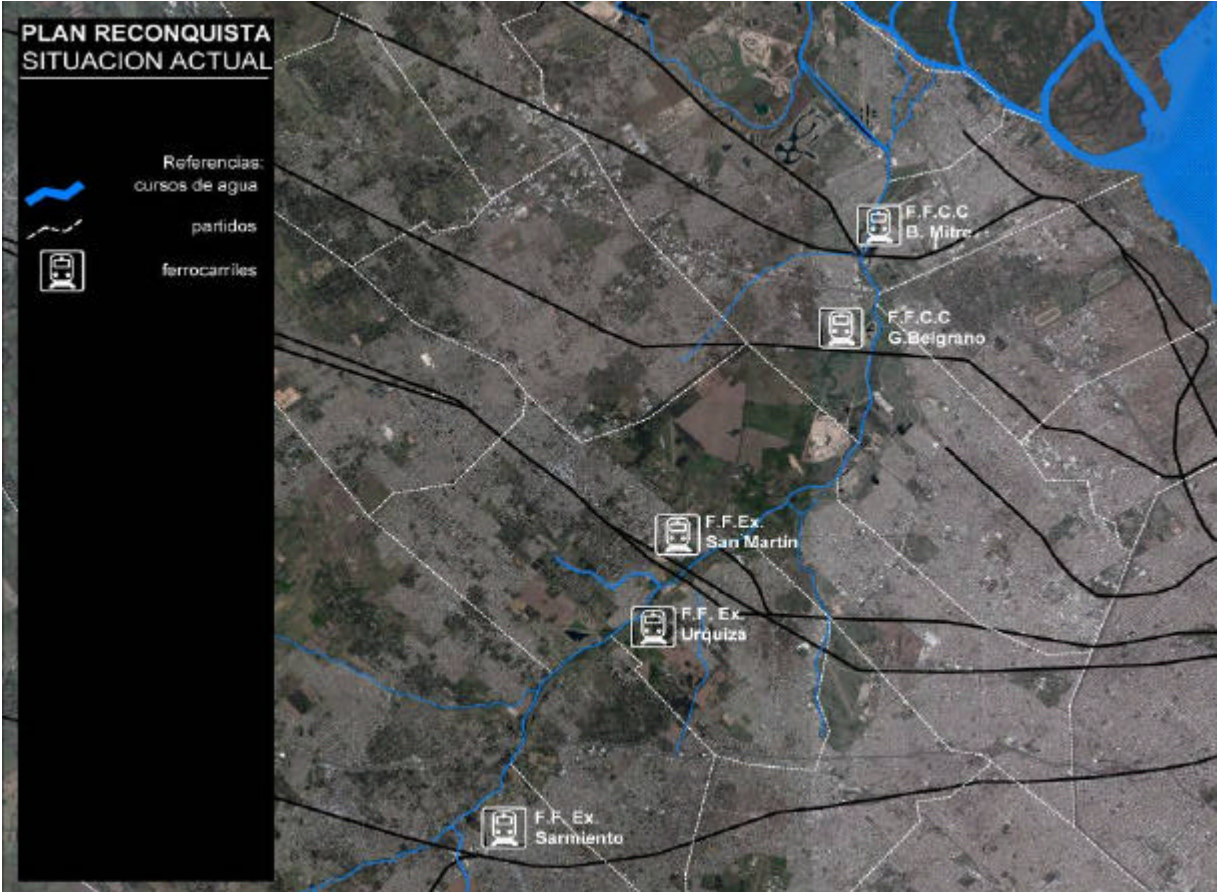 PLAN RECONQUISTA
SITUACION ACTUAL
Referencias:
cursos de agua
partidos
ferrocarriles
F.F.C.C
B. Mitre
F.F.C.C
G.Belgrano
F.F.Ex.
San Martín
F.F. Ex.
Urquiza
F.F. Ex.
Sarmiento